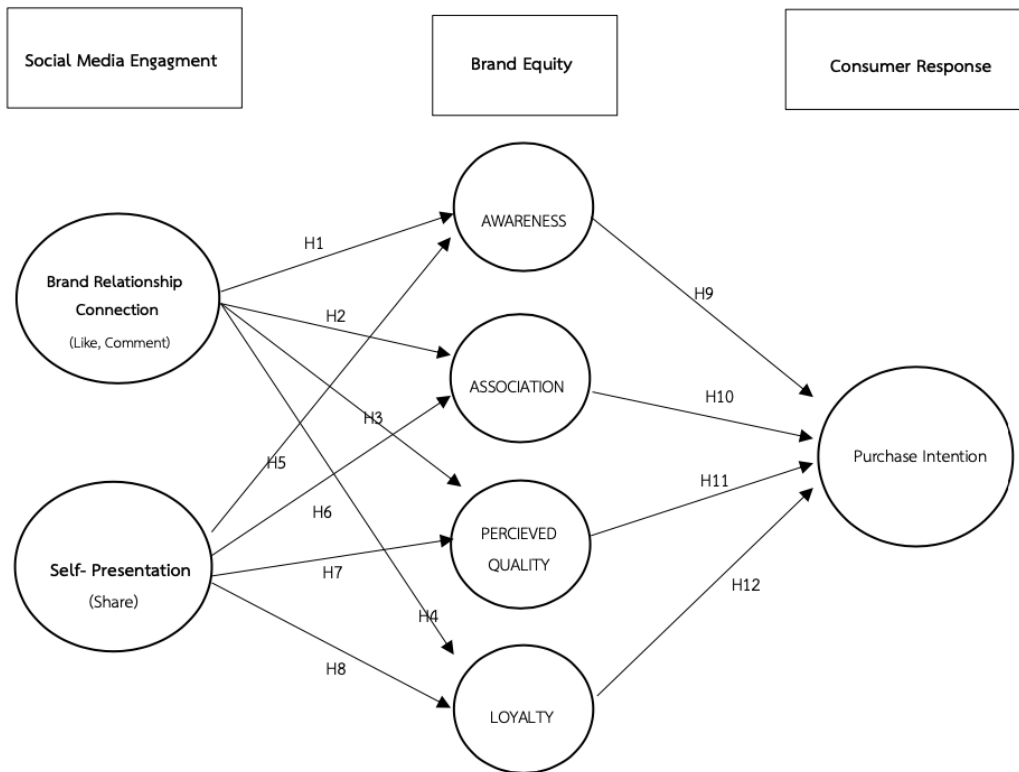 Social Media Engagment
Brand Equity
Consumer Response
AWARENESS
H1
H9
Brand Relationship
Connection
(Like, Comment)
H2
ASSOCIATION
H10
H3
H5
Purchase Intention
H11
H6
PERCIEVED
QUALITY
H7
Self- Presentation
(Share)
H12
H4
H8
LOYALTY